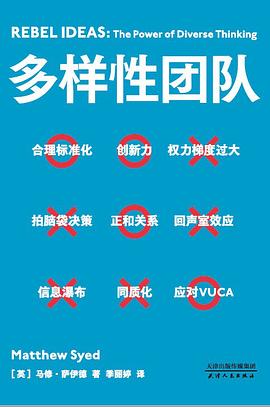 REBEL IDEAS: The Power of Diverse Thinking
多样性团队
合理标准化 创新力 权力梯度过大
拍脑袋决策 正和关系 回声室效应
信息瀑布 同质化 应对VUCA
Matthew Syed
[英] 马修·萨伊德 著 季丽婷 译
天津出版传媒集团
天津人民出版社